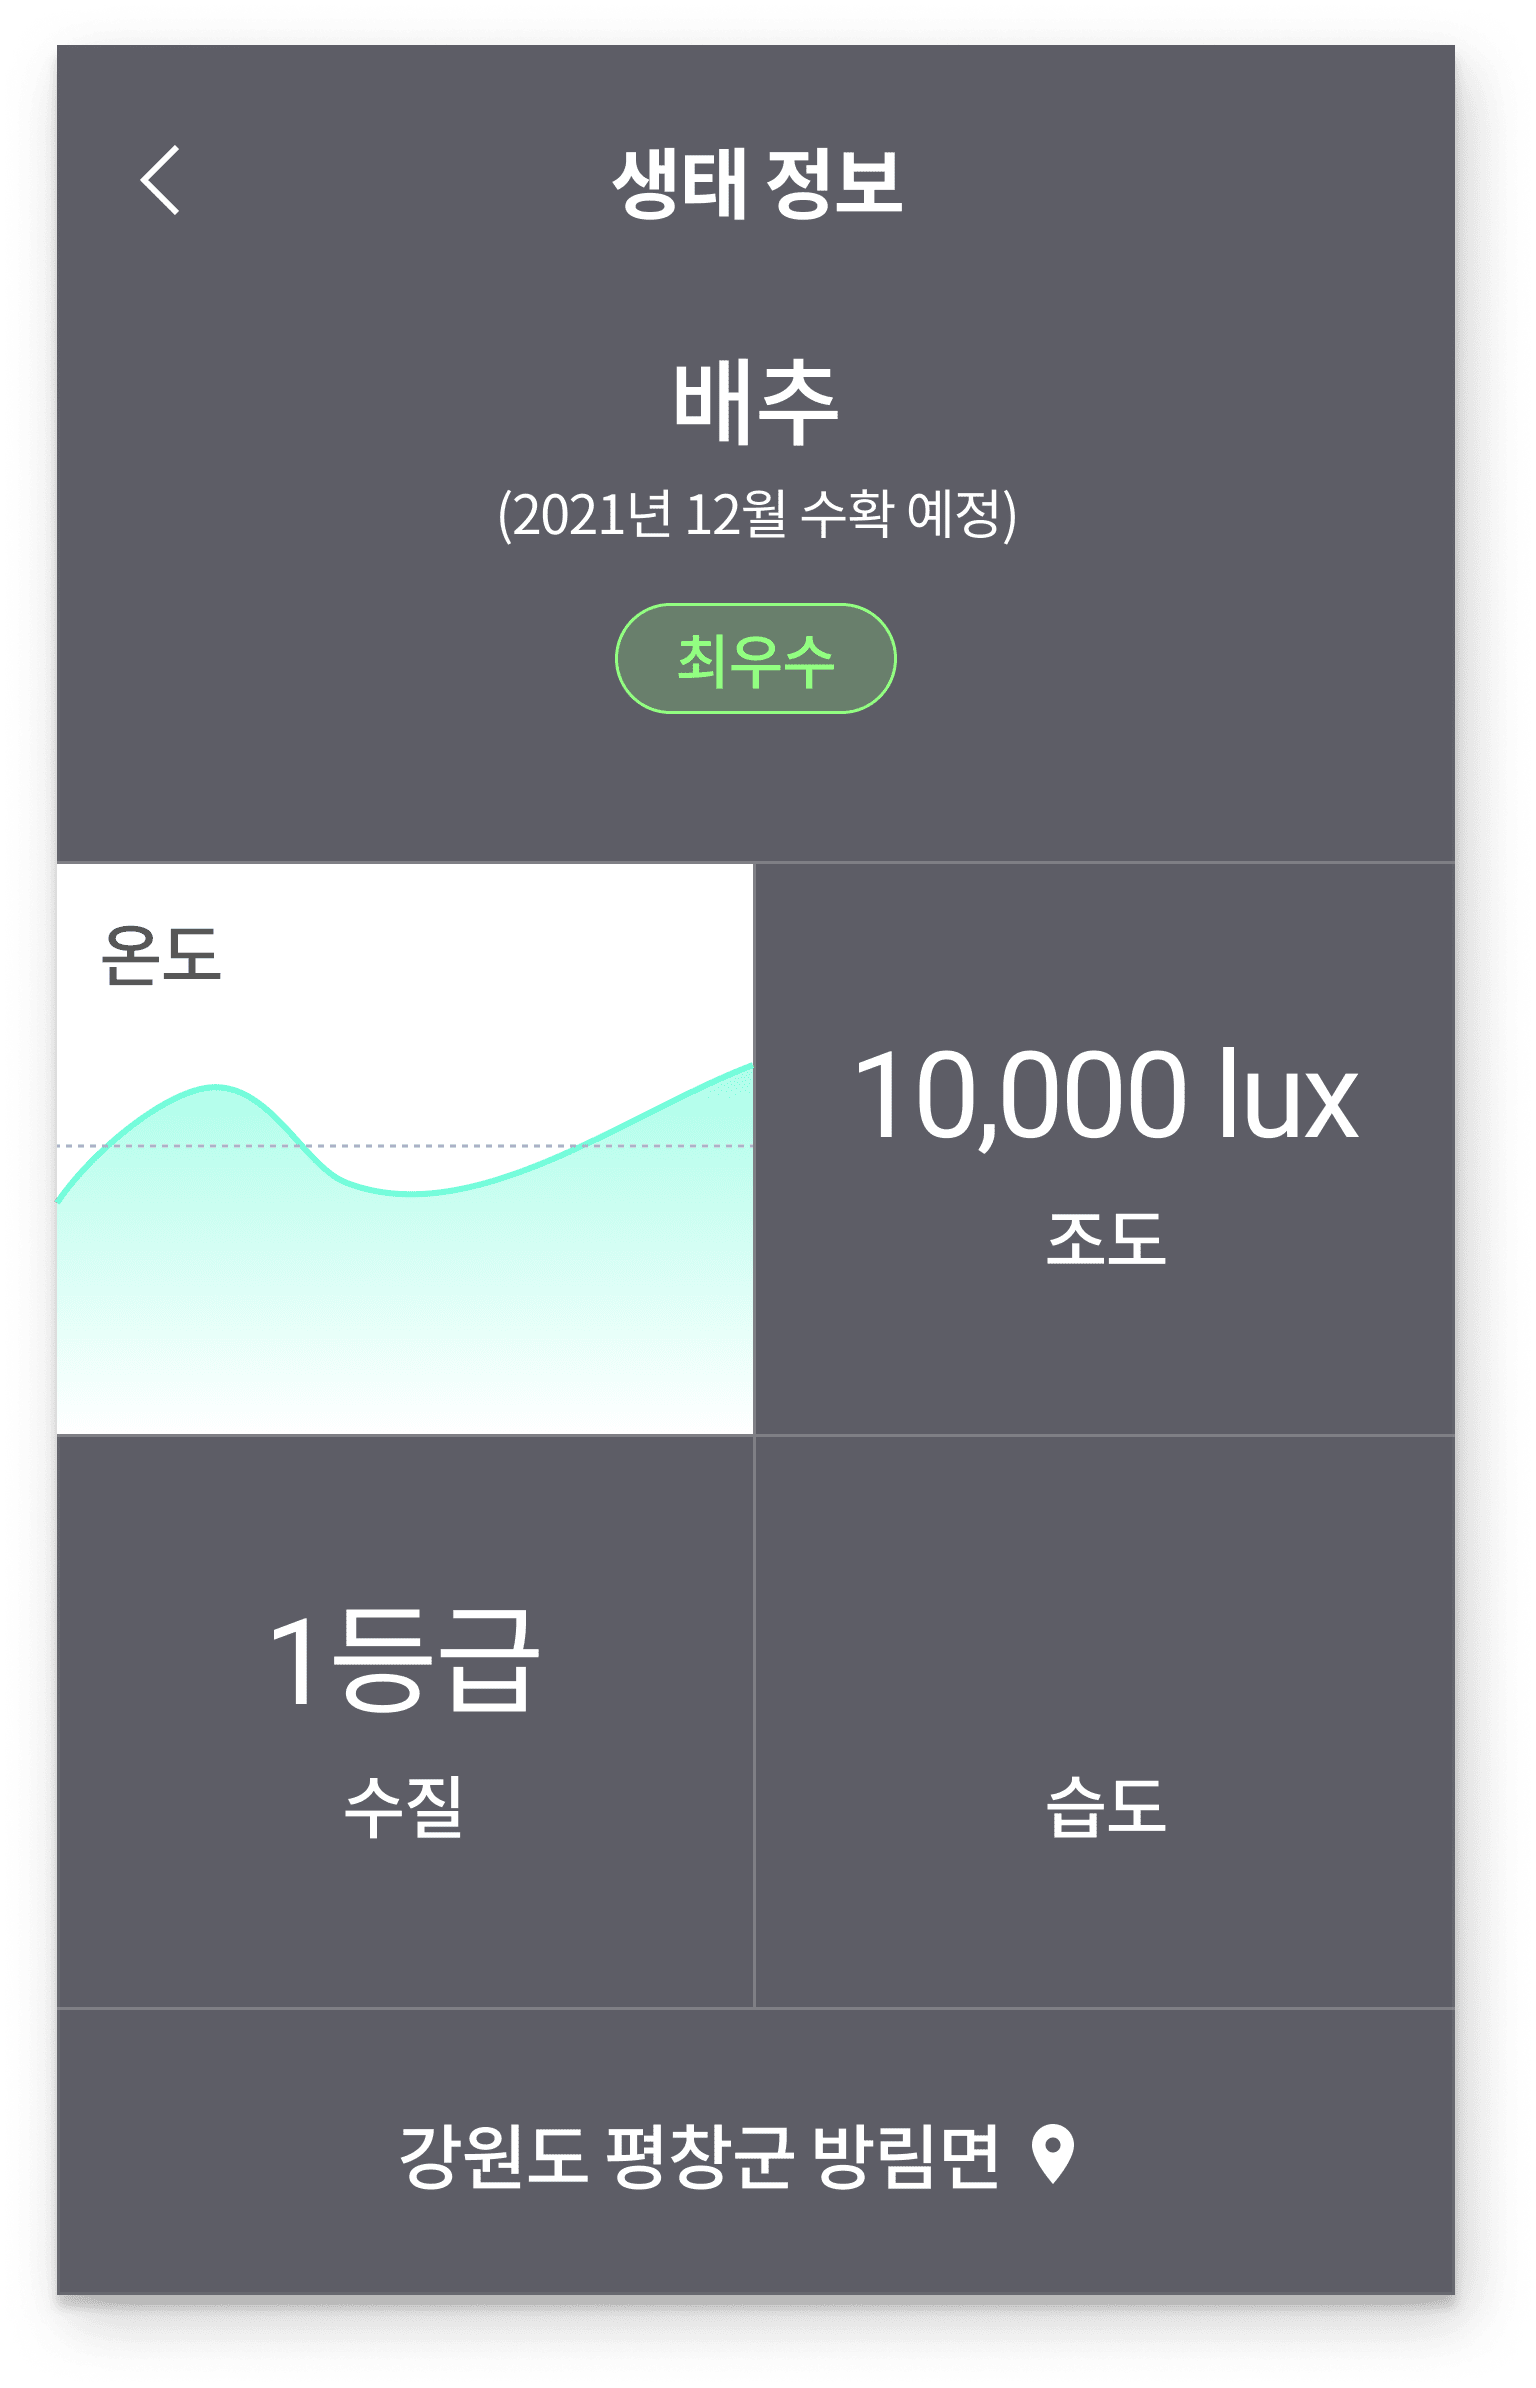 생태 정보
배추
(2021년 12월 수확 예정)
최우수
온도
10,000 lux
조도
1등급
수질
습도
강원도 평창군 방림면